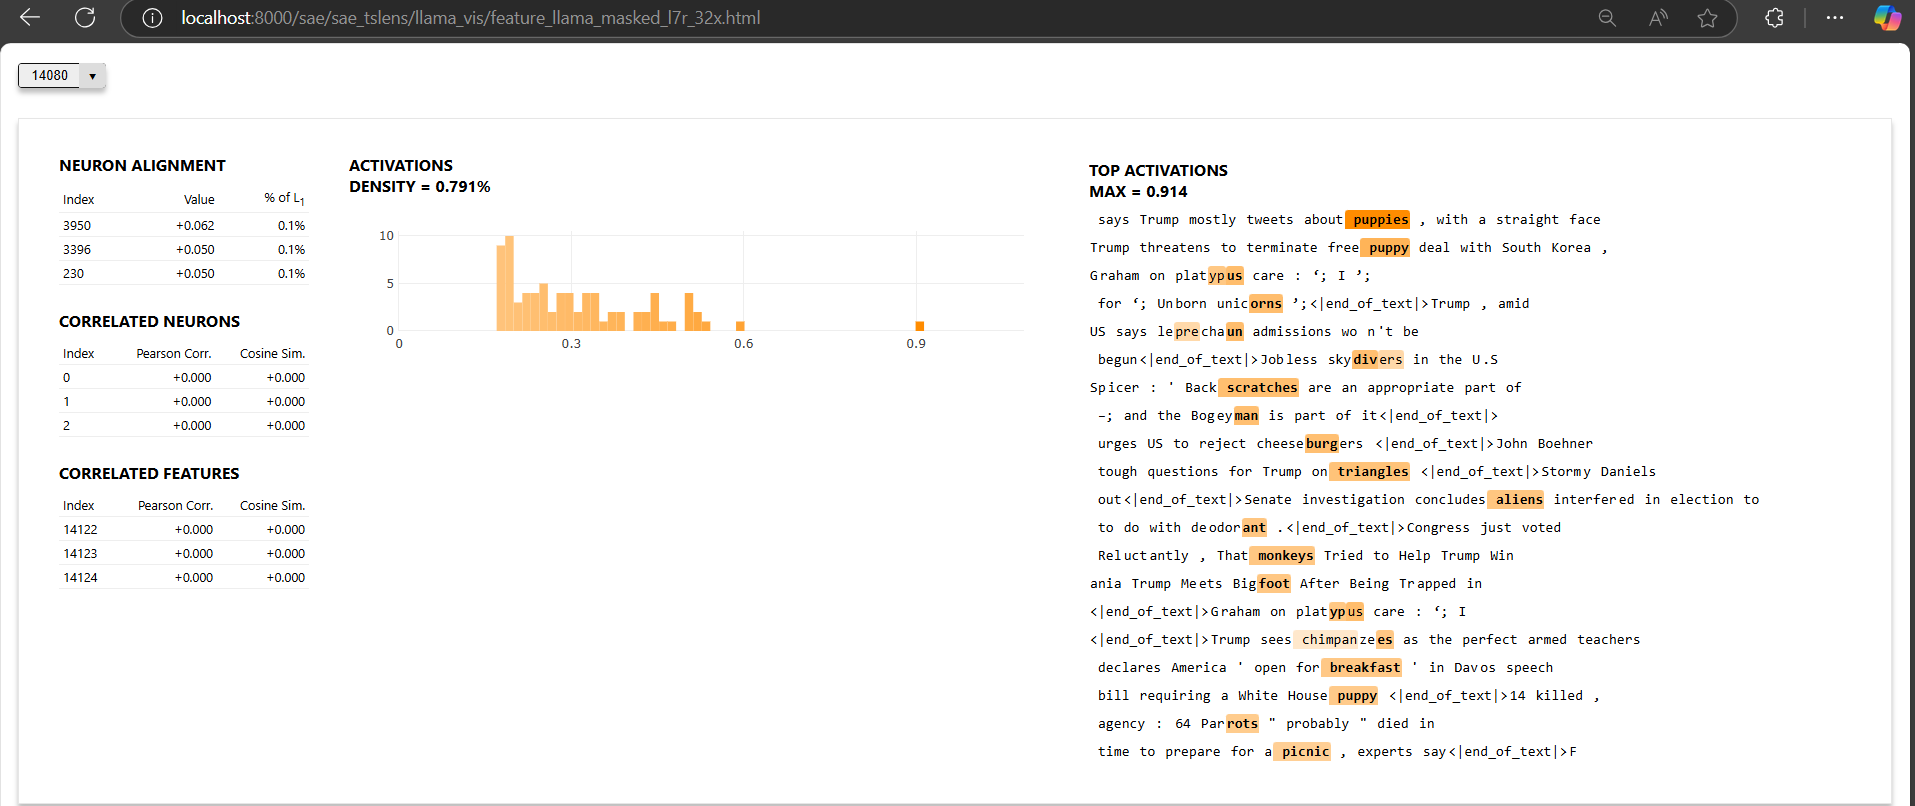 localhost:8000/sae/sae_tslens/llama_vis/feature_llama_masked_l7r_32x.html
14080
NEURON ALIGNMENT
Index Value % of L1
3950 +0.062 0.1%
3396 +0.050 0.1%
230 +0.050 0.1%
CORRELATED NEURONS
Index Pearson Corr. Cosine Sim.
0 +0.000 +0.000
1 +0.000 +0.000
2 +0.000 +0.000
CORRELATED FEATURES
Index Pearson Corr. Cosine Sim.
14122 +0.000 +0.000
14123 +0.000 +0.000
14124 +0.000 +0.000
ACTIVATIONS
DENSITY = 0.791%
10
5
0
0 0.3 0.6 0.9
TOP ACTIVATIONS
MAX = 0.914
says Trump mostly tweets about puppies , with a straight face
Trump threatens to terminate free puppy deal with South Korea ,
Graham on platypus care : ‘; I ’;
for ‘; Unborn unicorns ’;<|end_of_text|>Trump , amid
US says leprechaun admissions wo n't be
begun<|end_of_text|>Jobless skydivers in the U.S
Spicer : ' Back scratches are an appropriate part of
–; and the Bogeyman is part of it<|end_of_text|>
urges US to reject cheeseburgers <|end_of_text|>John Boehner
tough questions for Trump on triangles <|end_of_text|>Stormy Daniels
out<|end_of_text|>Senate investigation concludes aliens interfered in election to
to do with deodorant .<|end_of_text|>Congress just voted
Reluctantly , That monkeys Tried to Help Trump Win
ania Trump Meets Bigfoot After Being Trapped in
<|end_of_text|>Graham on platypus care : ‘; I
<|end_of_text|>Trump sees chimpanzees as the perfect armed teachers
declares America ' open for breakfast ' in Davos speech
bill requiring a White House puppy <|end_of_text|>14 killed ,
agency : 64 Parrots " probably " died in
time to prepare for a picnic , experts say<|end_of_text|>F